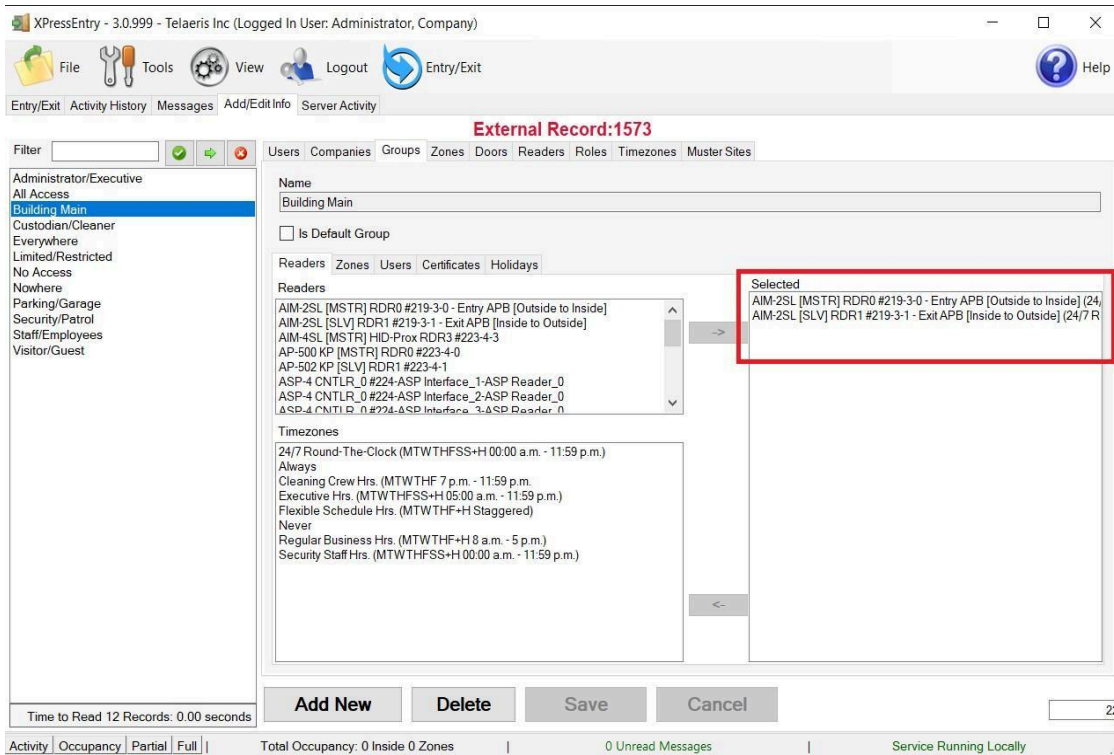 XPressEntry - 3.0.999 - Telaeris Inc (Logged In User: Administrator, Company)
File Tools View Logout Entry/Exit Help
Entry/Exit Activity History Messages Add/Edit Info Server Activity
External Record:1573
Filter
Users Companies Groups Zones Doors Readers Roles Timezones Muster Sites
Administrator/Executive
All Access
Building Main
Custodian/Cleaner
Everywhere
Limited/Restricted
No Access
Nowhere
Parking/Garage
Security/Patrol
Staff/Employees
Visitor/Guest
Time to Read 12 Records: 0.00 seconds
Name
Building Main
Is Default Group
Readers Zones Users Certificates Holidays
Readers
AIM-2SL [MSTR] RDR0 #219-3-0 - Entry APB [Outside to Inside]
AIM-2SL [SLV] RDR1 #219-3-1 - Exit APB [Inside to Outside]
AIM-4SL [MSTR] HID-Prox RDR3 #223-4-3
AP-500 KP [MSTR] RDR0 #223-4-0
AP-502 KP [SLV] RDR1 #223-4-1
ASP-4 CNTLR_0 #224-ASP Interface_1-ASP Reader_0
ASP-4 CNTLR_0 #224-ASP Interface_2-ASP Reader_0
ASP-4 CNTLR_0 #224-ASP Interface_3-ASP Reader_0
->
Selected
AIM-2SL [MSTR] RDR0 #219-3-0 - Entry APB [Outside to Inside] (24/
AIM-2SL [SLV] RDR1 #219-3-1 - Exit APB [Inside to Outside] (24/7 R
Timezones
24/7 Round-The-Clock (MTWTHFSS+H 00:00 a.m. - 11:59 p.m.)
Always
Cleaning Crew Hrs. (MTWTHF 7 p.m. - 11:59 p.m.
Executive Hrs. (MTWTHFSS+H 05:00 a.m. - 11:59 p.m.)
Flexible Schedule Hrs. (MTWTHF+H Staggered)
Never
Regular Business Hrs. (MTWTHF+H 8 a.m. - 5 p.m.)
Security Staff Hrs. (MTWTHFSS+H 00:00 a.m. - 11:59 p.m.)
<-
Add New Delete Save Cancel
Activity Occupancy Partial Full | Total Occupancy: 0 Inside 0 Zones | 0 Unread Messages | Service Running Locally